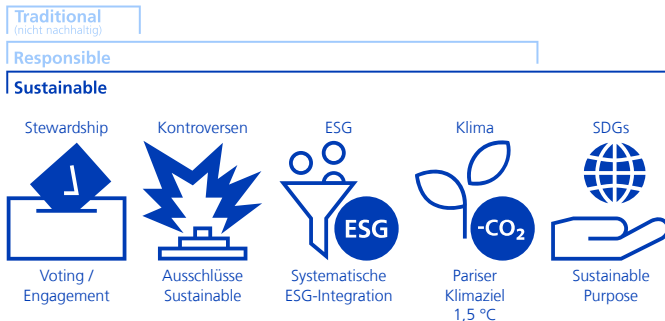 Traditional
(nicht nachhaltig)
Responsible
Sustainable
Stewardship
Kontroversen
ESG
Klima
SDGs
ESG
-CO₂
Voting /
Engagement
Ausschlüsse
Sustainable
Systematische
ESG-Integration
Pariser
Klimaziel
1,5 °C
Sustainable
Purpose